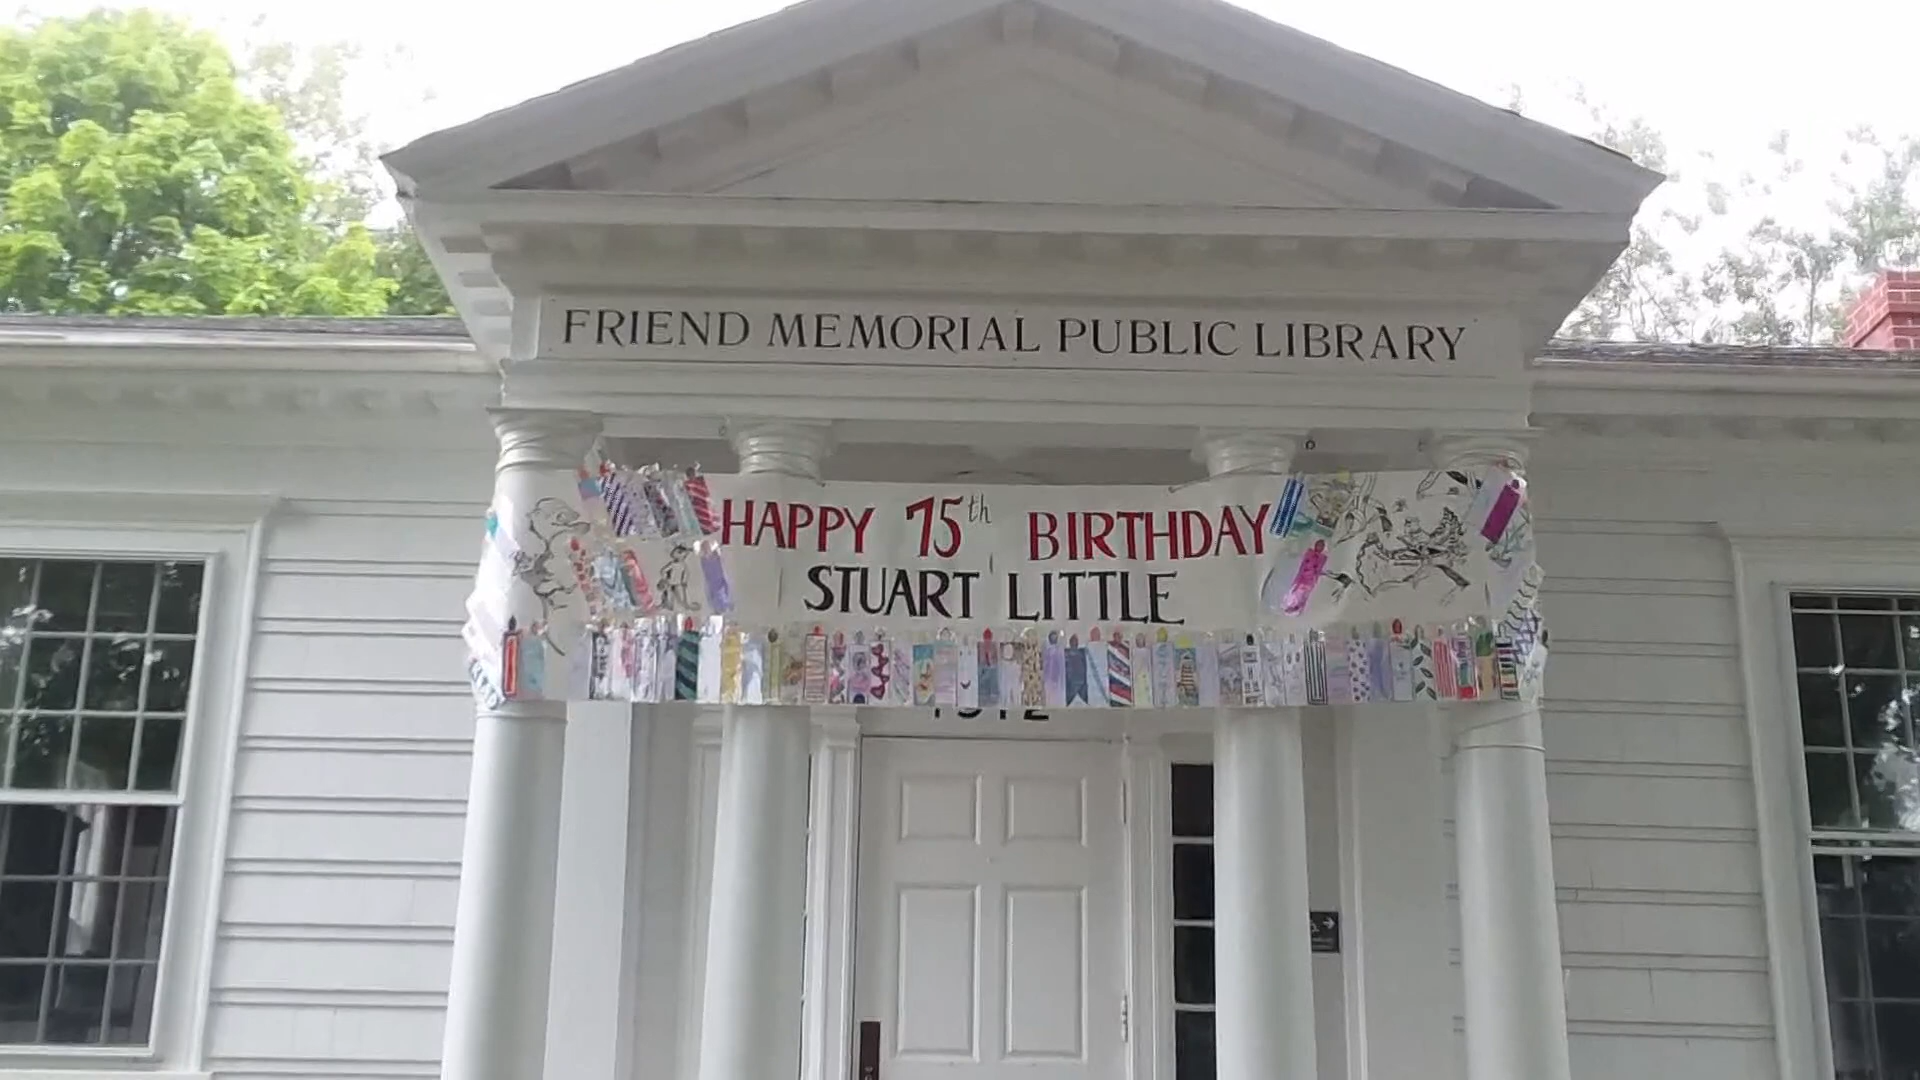 FRIEND MEMORIAL PUBLIC LIBRARY
HAPPY 75th BIRTHDAY
STUART LITTLE